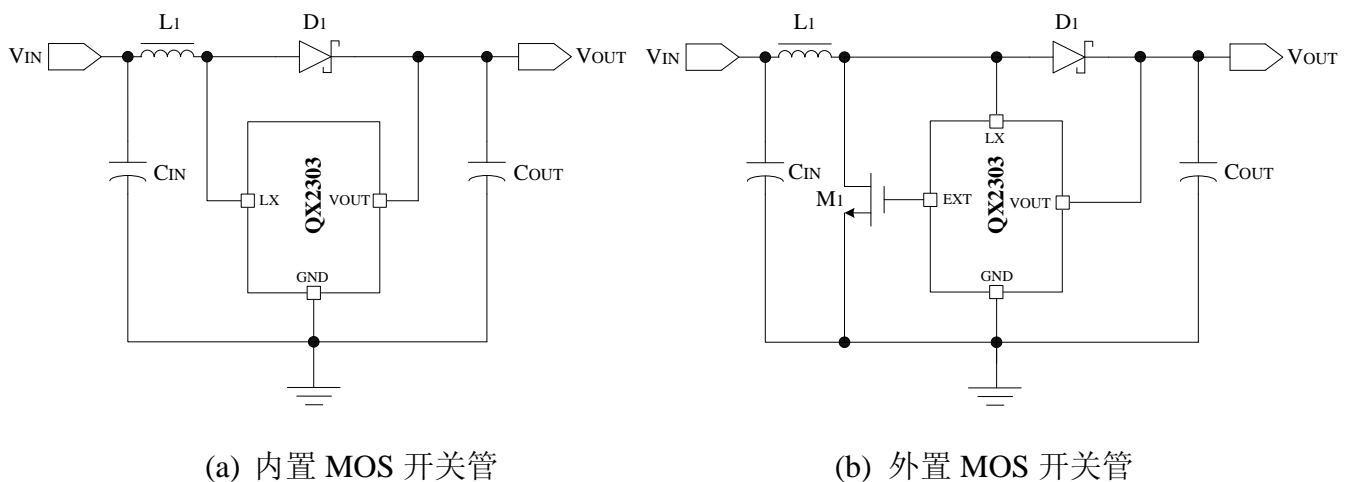 L1
D1
VIN
VOUT
CIN
COUT
QX2303
LX
VOUT
GND
(a) 内置 MOS 开关管
L1
D1
VIN
VOUT
CIN
COUT
M1
LX
EXT
QX2303
VOUT
GND
(b) 外置 MOS 开关管